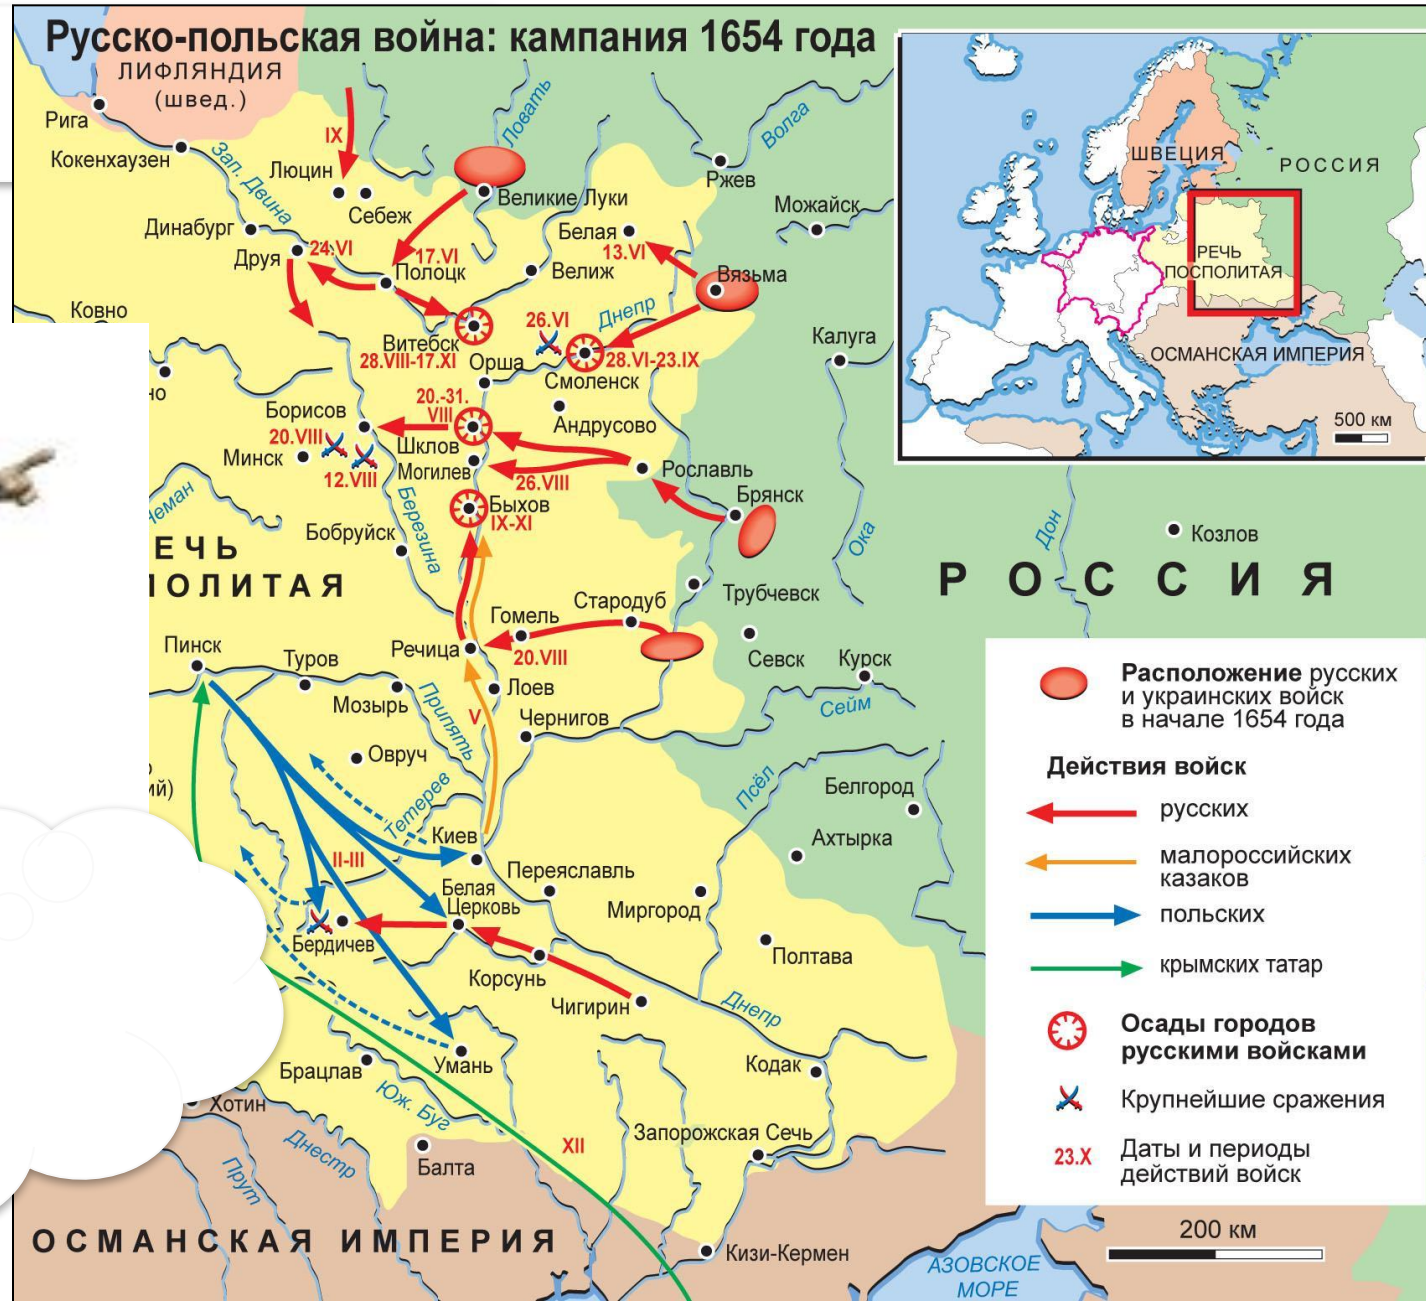 Русско-польская война: кампания 1654 года
ЛИФЛЯНДИЯ
(швед.)
Рига
Кокенхаузен
Зап. Двина
IX
Люцин
Себеж
Ловать
Великие Луки
Волга
Ржев
Можайск
Динабург
Друя
24.VI
17.VI
Полоцк
Белая
13.VI
Велиж
Вязьма
Ковно
Витебск
28.VIII-17.XI
26.VI
Днепр
28.VI-23.IX
Смоленск
Орша
Калуга
но
Борисов
20.VIII
Минск
12.VIII
20.-31.
VIII
Шклов
Могилев
26.VIII
Андрусово
Рославль
Брянск
Быхов
IX-XI
Неман
Березина
Бобруйск
Ока
Дон
Козлов
ЕЧЬ
ПОЛИТАЯ
РОССИЯ
Трубчевск
Стародуб
Гомель
Речица
20.VIII
Севск
Курск
Сейм
Пинск
Туров
Мозырь
Припять
Лоев
V
Чернигов
Овруч
Тетерев
Псёл
Белгород
ий)
Киев
Ахтырка
II-III
Переяславль
Белая
Церковь
Миргород
Бердичев
Полтава
Корсунь
Чигирин
Днепр
Умань
Брацлав
Юж. Буг
Кодак
Хотин
Днестр
Прут
Балта
XII
Запорожская Сечь
ОСМАНСКАЯ ИМПЕРИЯ
Кизи-Кермен
АЗОВСКОЕ
МОРЕ
ШВЕЦИЯ
РОССИЯ
РЕЧЬ
ПОСПОЛИТАЯ
ОСМАНСКАЯ ИМПЕРИЯ
500 км
Расположение русских
и украинских войск
в начале 1654 года
Действия войск
русских
малороссийских
казаков
польских
крымских татар
Осады городов
русскими войсками
Крупнейшие сражения
23.X
Даты и периоды
действий войск
200 км